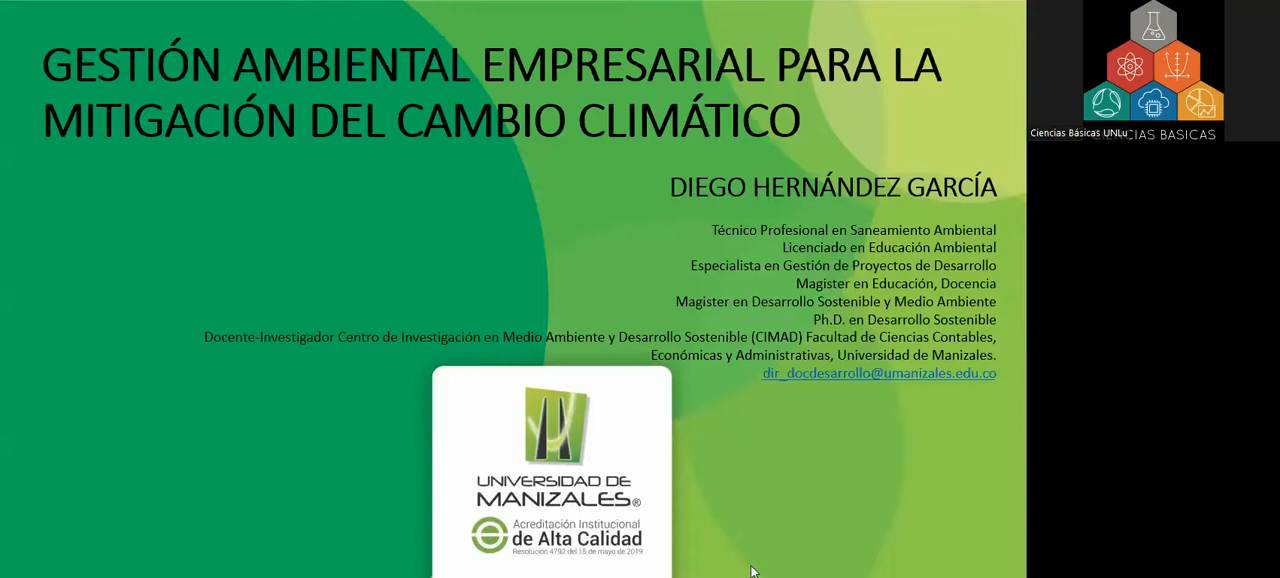 GESTIÓN AMBIENTAL EMPRESARIAL PARA LA
MITIGACIÓN DEL CAMBIO CLIMÁTICO
DIEGO HERNÁNDEZ GARCÍA
Técnico Profesional en Saneamiento Ambiental
Licenciado en Educación Ambiental
Especialista en Gestión de Proyectos de Desarrollo
Magister en Educación, Docencia
Magister en Desarrollo Sostenible y Medio Ambiente
Ph.D. en Desarrollo Sostenible
Docente-Investigador Centro de Investigación en Medio Ambiente y Desarrollo Sostenible (CIMAD) Facultad de Ciencias Contables,
Económicas y Administrativas, Universidad de Manizales.
dir_docdesarrollo@umanizales.edu.co
UNIVERSIDAD DE
MANIZALES®
Acreditación Institucional
de Alta Calidad
Resolución 4792 del 15 de mayo de 2019
Ciencias Básicas UNLu
CIAS BASICAS